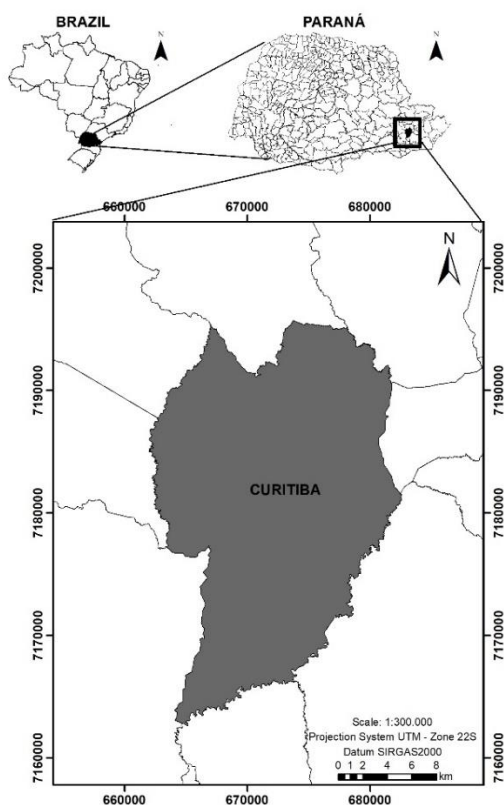 BRAZIL
PARANÁ
N
N
660000 670000 680000
7200000
7200000
N
7190000
7190000
CURITIBA
7180000
7180000
7170000
7170000
Scale: 1:300.000
Projection System UTM - Zone 22S
Datum SIRGAS2000
0 1 2 4 6 8
km
7160000
7160000
660000 670000 680000